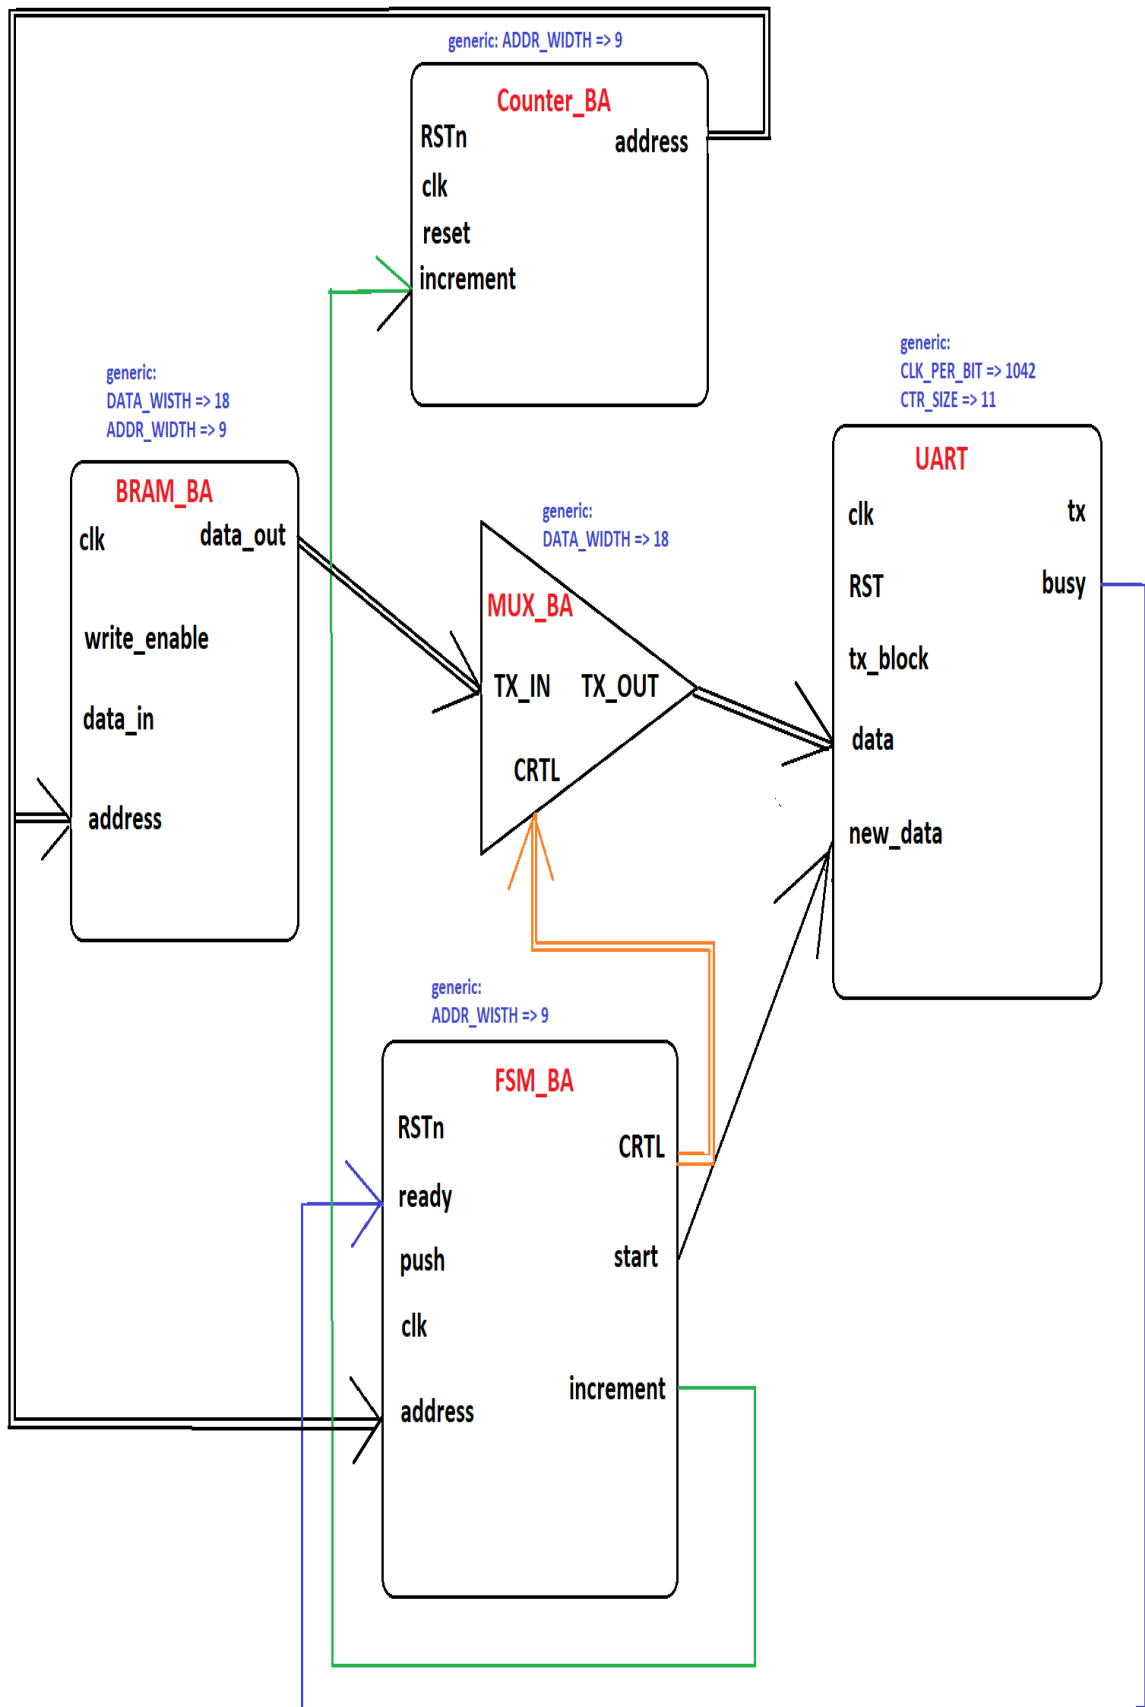 generic: ADDR_WIDTH => 9
Counter_BA
RSTn
address
clk
reset
increment
generic:
DATA_WISTH => 18
ADDR_WIDTH => 9
BRAM_BA
clk
data_out
write_enable
data_in
address
generic:
DATA_WIDTH => 18
MUX_BA
TX_IN
TX_OUT
CRTL
generic:
CLK_PER_BIT => 1042
CTR_SIZE => 11
UART
clk
tx
RST
busy
tx_block
data
new_data
generic:
ADDR_WISTH => 9
FSM_BA
RSTn
CRTL
ready
push
start
clk
increment
address